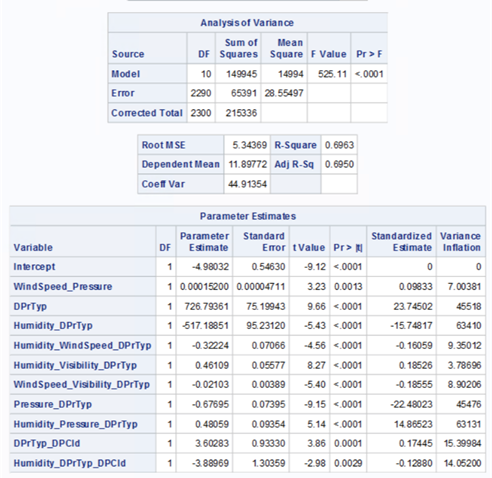 Analysis of Variance
Source DF Sum of Squares Mean Square F Value Pr > F
Model 10 149945 14994 525.11 <.0001
Error 2290 65391 28.55497
Corrected Total 2300 215336
Root MSE 5.34369 R-Square 0.6963
Dependent Mean 11.89772 Adj R-Sq 0.6950
Coeff Var 44.91354
Parameter Estimates
Variable DF Parameter Estimate Standard Error t Value Pr > |t| Standardized Estimate Variance Inflation
Intercept 1 -4.98032 0.54630 -9.12 <.0001 0 0
WindSpeed_Pressure 1 0.00015200 0.00004711 3.23 0.0013 0.09833 7.00381
DPrTyp 1 726.79361 75.19943 9.66 <.0001 23.74502 45518
Humidity_DPrTyp 1 -517.18851 95.23120 -5.43 <.0001 -15.74817 63410
Humidity_WindSpeed_DPrTyp 1 -0.32224 0.07066 -4.56 <.0001 -0.16059 9.35012
Humidity_Visibility_DPrTyp 1 0.46109 0.05577 8.27 <.0001 0.18526 3.78696
WindSpeed_Visibility_DPrTyp 1 -0.02103 0.00389 -5.40 <.0001 -0.18555 8.90206
Pressure_DPrTyp 1 -0.67695 0.07395 -9.15 <.0001 -22.48023 45476
Humidity_Pressure_DPrTyp 1 0.48059 0.09354 5.14 <.0001 14.86523 63131
DPrTyp_DPCld 1 3.60283 0.93330 3.86 0.0001 0.17445 15.39984
Humidity_DPrTyp_DPCld 1 -3.88969 1.30359 -2.98 0.0029 -0.12880 14.05200